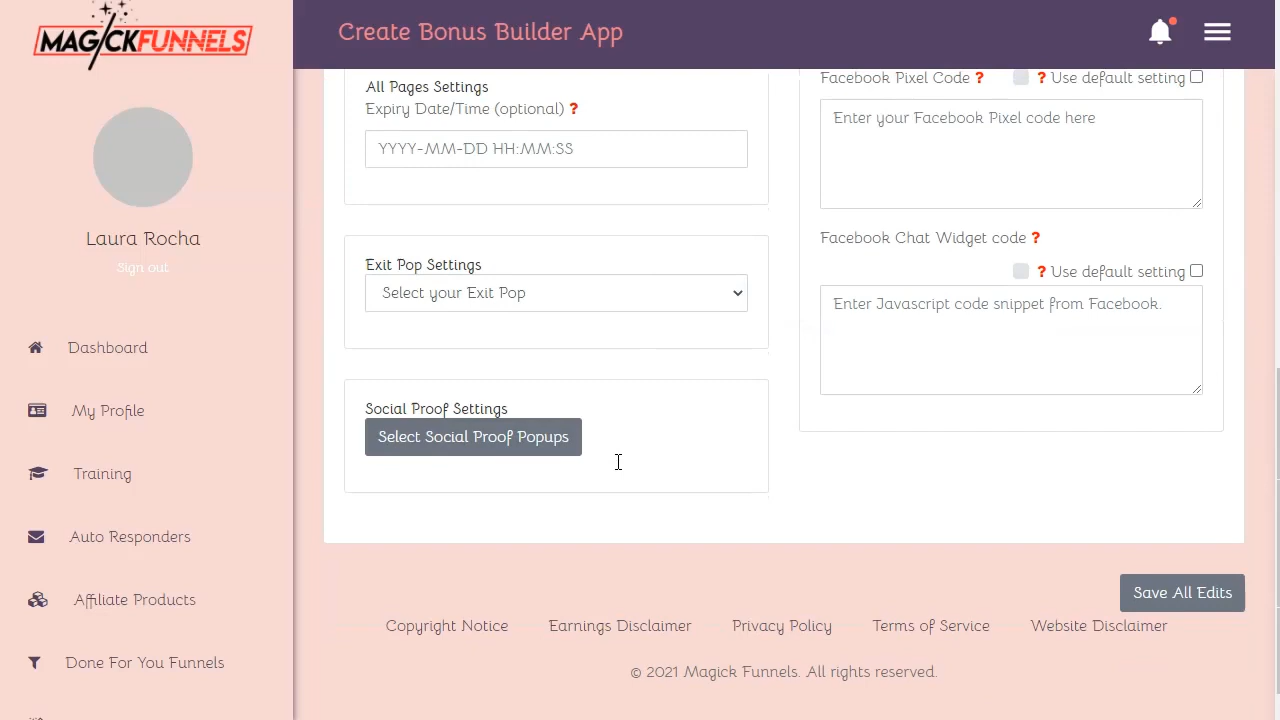 MAGICKFUNNELS
Create Bonus Builder App
Laura Rocha
Sign out
Dashboard
My Profile
Training
Auto Responders
Affiliate Products
Done For You Funnels
All Pages Settings
Expiry Date/Time (optional) ?
YYYY-MM-DD HH:MM:SS
Exit Pop Settings
Select your Exit Pop
Social Proof Settings
Select Social Proof Popups
Facebook Pixel Code ? ? Use default setting
Enter your Facebook Pixel code here
Facebook Chat Widget code ?
? Use default setting
Enter Javascript code snippet from Facebook.
Save All Edits
Copyright Notice Earnings Disclaimer Privacy Policy Terms of Service Website Disclaimer
© 2021 Magick Funnels. All rights reserved.